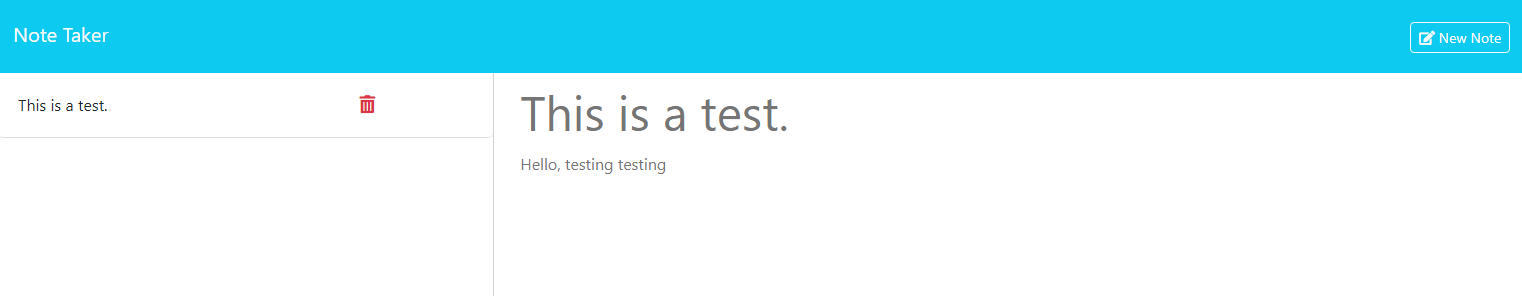 Note Taker
New Note
This is a test.
This is a test.
Hello, testing testing